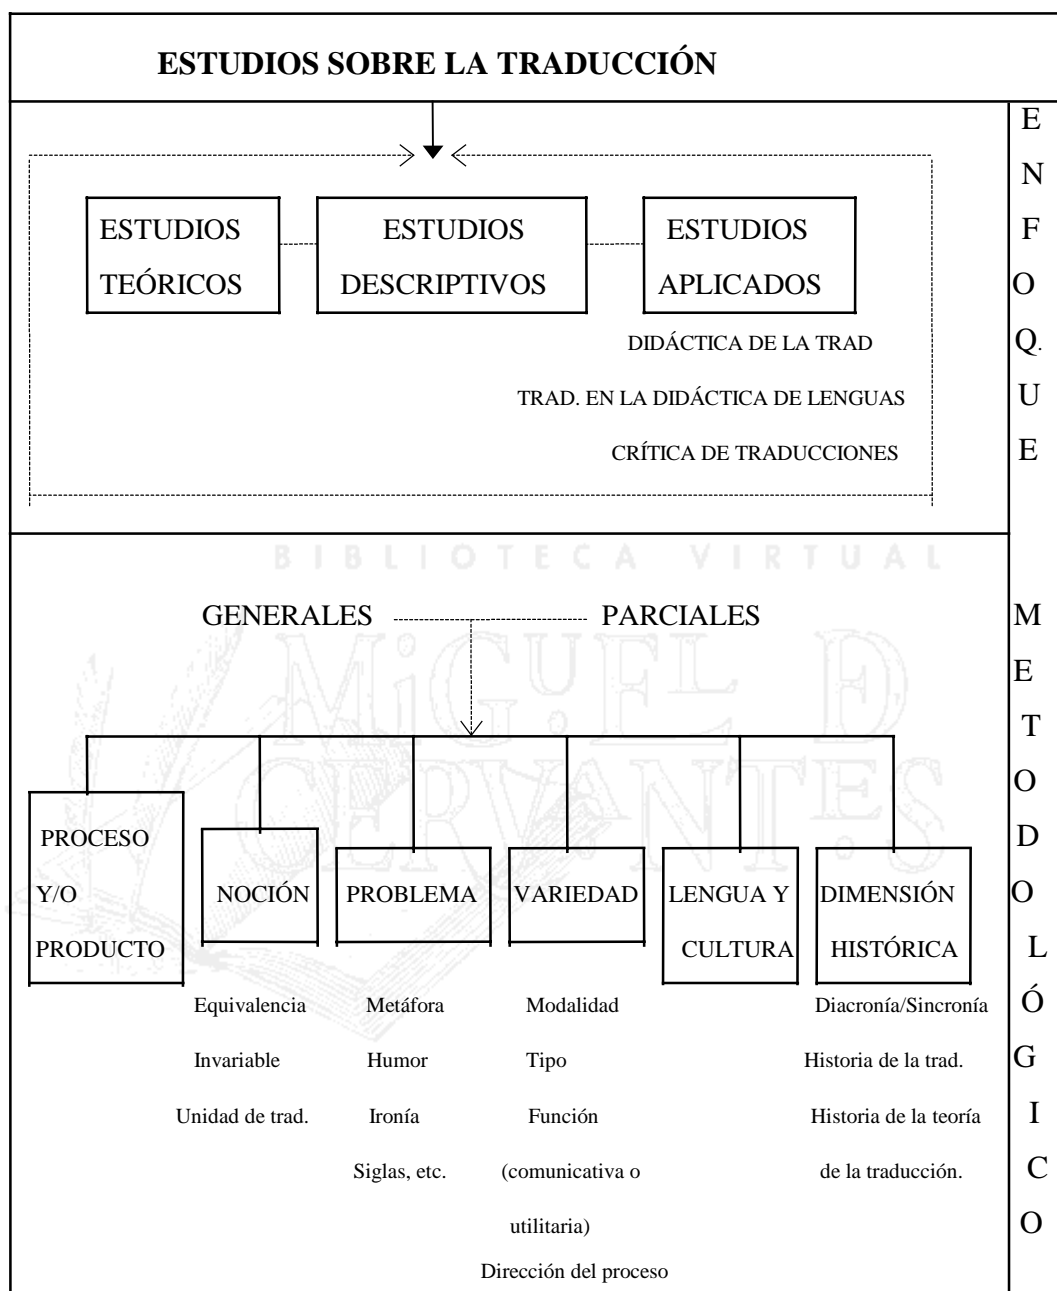 ESTUDIOS SOBRE LA TRADUCCIÓN
ESTUDIOS
TEÓRICOS
ESTUDIOS
DESCRIPTIVOS
ESTUDIOS
APLICADOS
DIDÁCTICA DE LA TRAD
TRAD. EN LA DIDÁCTICA DE LENGUAS
CRÍTICA DE TRADUCCIONES
E
N
F
O
Q.
U
E
BIBLIOTECA VIRTUAL
MIGUEL DE
CERVANTES
GENERALES
PARCIALES
PROCESO
Y/O
PRODUCTO
NOCIÓN
Equivalencia
Invariable
Unidad de trad.
PROBLEMA
Metáfora
Humor
Ironía
Siglas, etc.
VARIEDAD
Modalidad
Tipo
Función
(comunicativa o
utilitaria)
Dirección del proceso
LENGUA Y
CULTURA
DIMENSIÓN
HISTÓRICA
Diacronía/Sincronía
Historia de la trad.
Historia de la teoría
de la traducción.
M
E
T
O
D
O
L
Ó
G
I
C
O